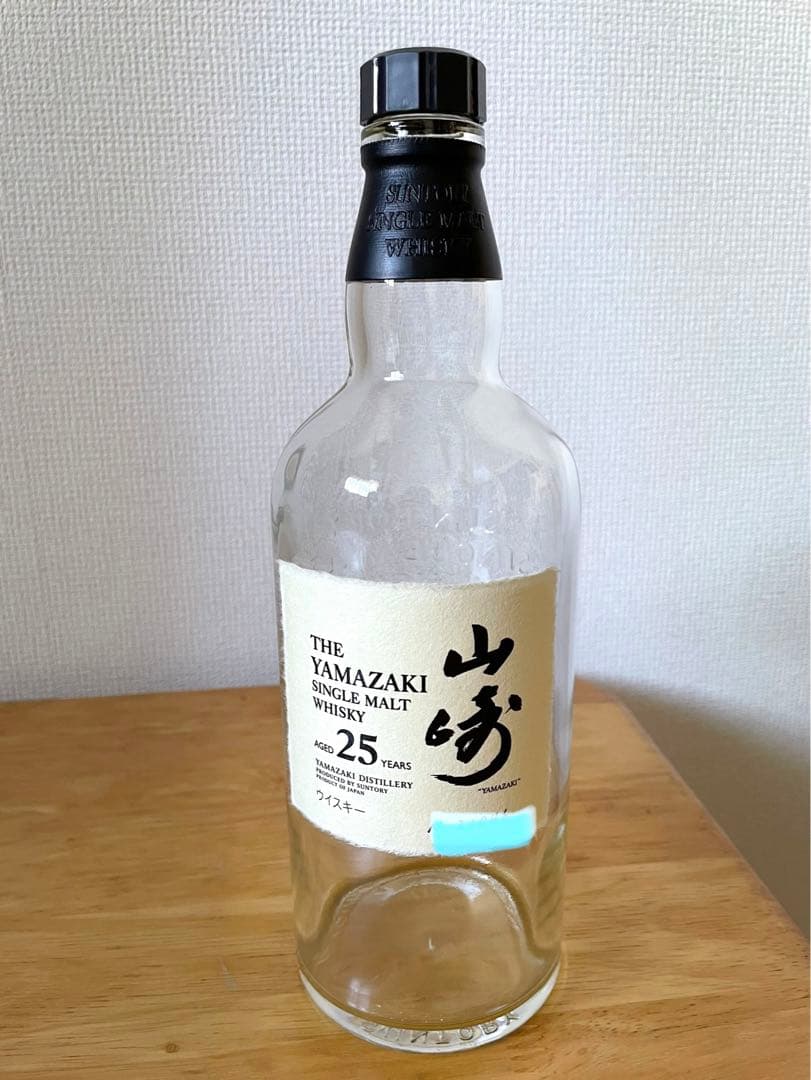 SUNTORY
SINGLE MALT
WHISKY
THE
YAMAZAKI
SINGLE MALT
WHISKY
AGED 25 YEARS
YAMAZAKI DISTILLERY
PRODUCED BY SUNTORY
PRODUCT OF JAPAN
ウイスキー
山崎
"YAMAZAKI"